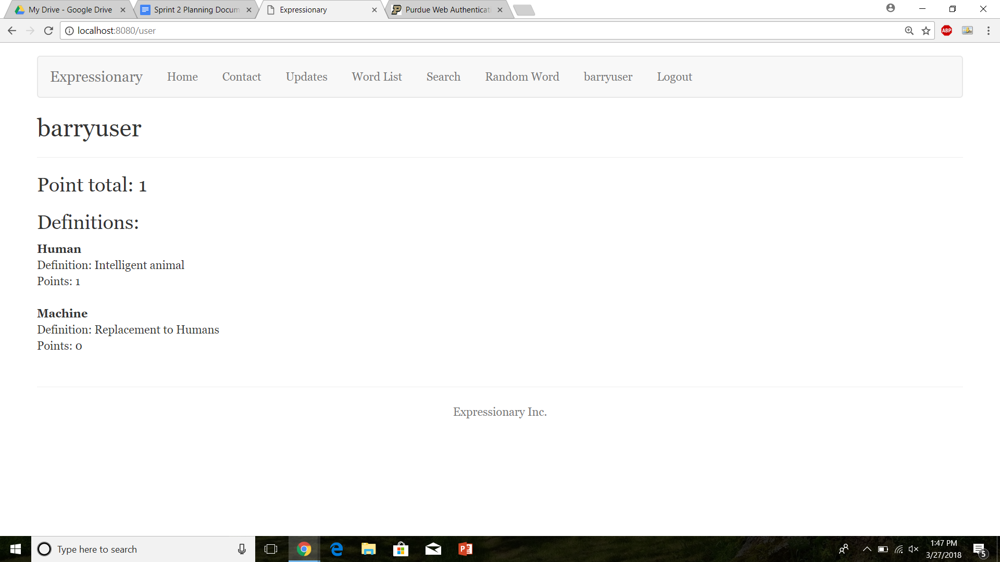 My Drive - Google Drive
Sprint 2 Planning Docum
Expressionary
Purdue Web Authenticati
localhost:8080/user
ABP
Expressionary Home Contact Updates Word List Search Random Word barryuser Logout
barryuser
Point total: 1
Definitions:
Human
Definition: Intelligent animal
Points: 1
Machine
Definition: Replacement to Humans
Points: 0
Expressionary Inc.
Type here to search
1:47 PM
3/27/2018
5